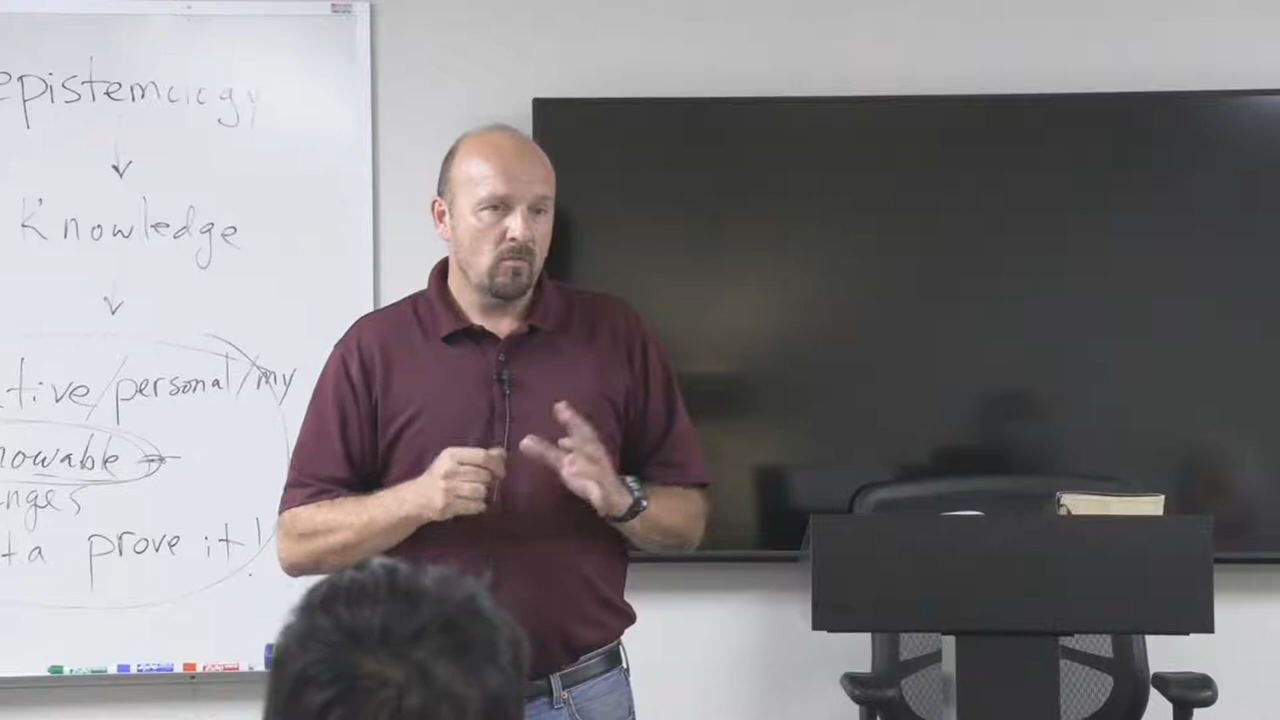 epistemology
Knowledge
tive/personal/my
nowable
nges
ta prove it!